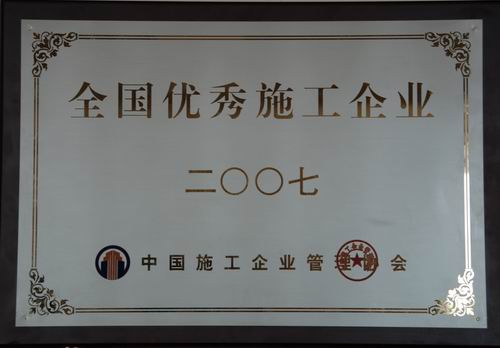 全国优秀施工企业
二〇〇七
中国施工企业管理协会